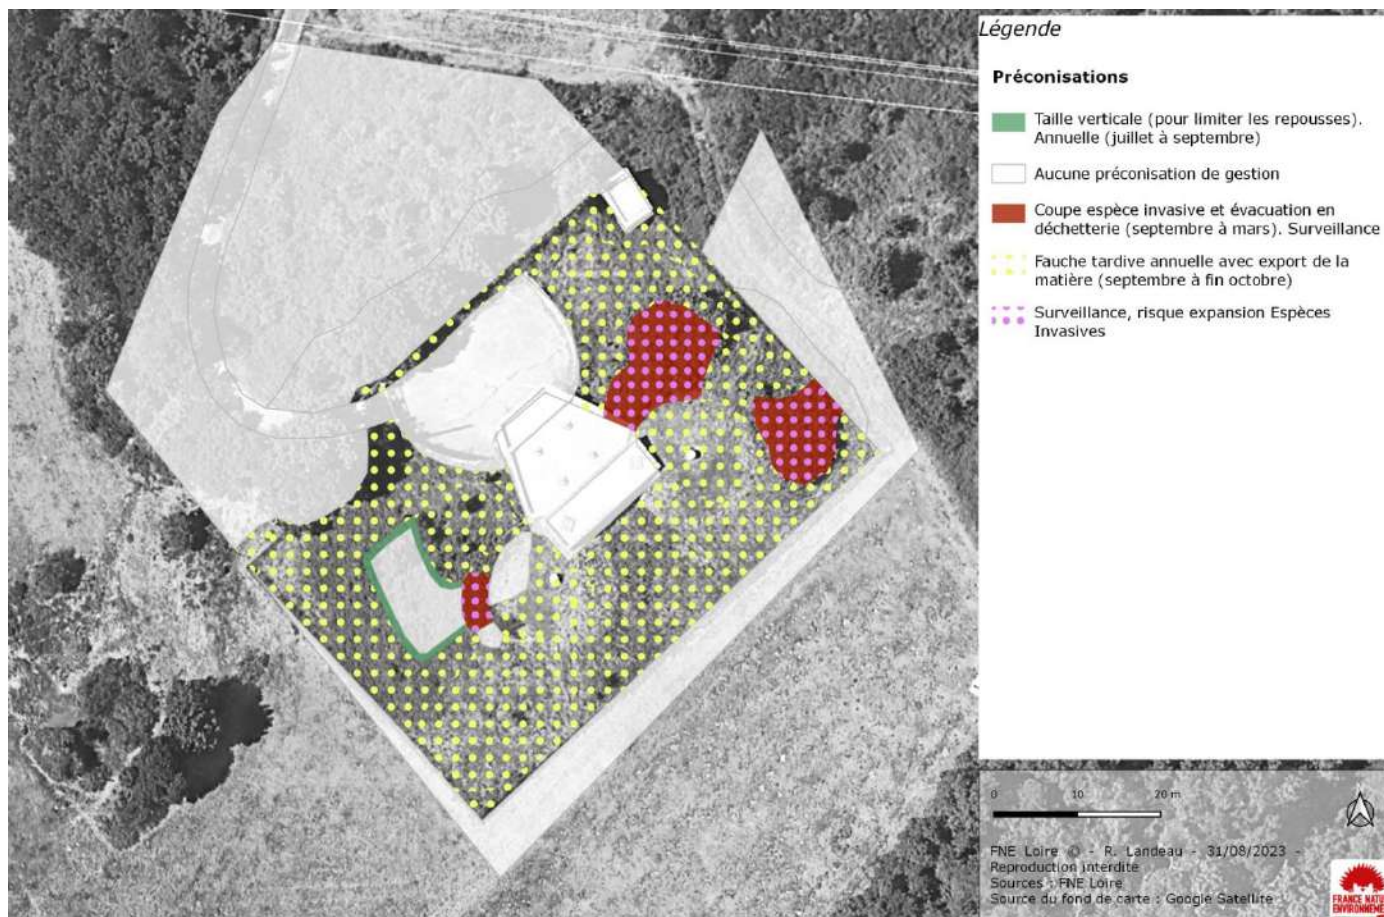 Légende
Préconisations
Taille verticale (pour limiter les repousses).
Annuelle (juillet à septembre)
Aucune préconisation de gestion
Coupe espèce invasive et évacuation en
déchetterie (septembre à mars). Surveillance
Fauche tardive annuelle avec export de la
matière (septembre à fin octobre)
Surveillance, risque expansion Espèces
Invasives
0 10 20 m
FNE Loire © - R. Landeau - 31/08/2023 -
Reproduction interdite
Sources : FNE Loire
Source du fond de carte : Google Satellite
FRANCE NATU
ENVIRONNEME